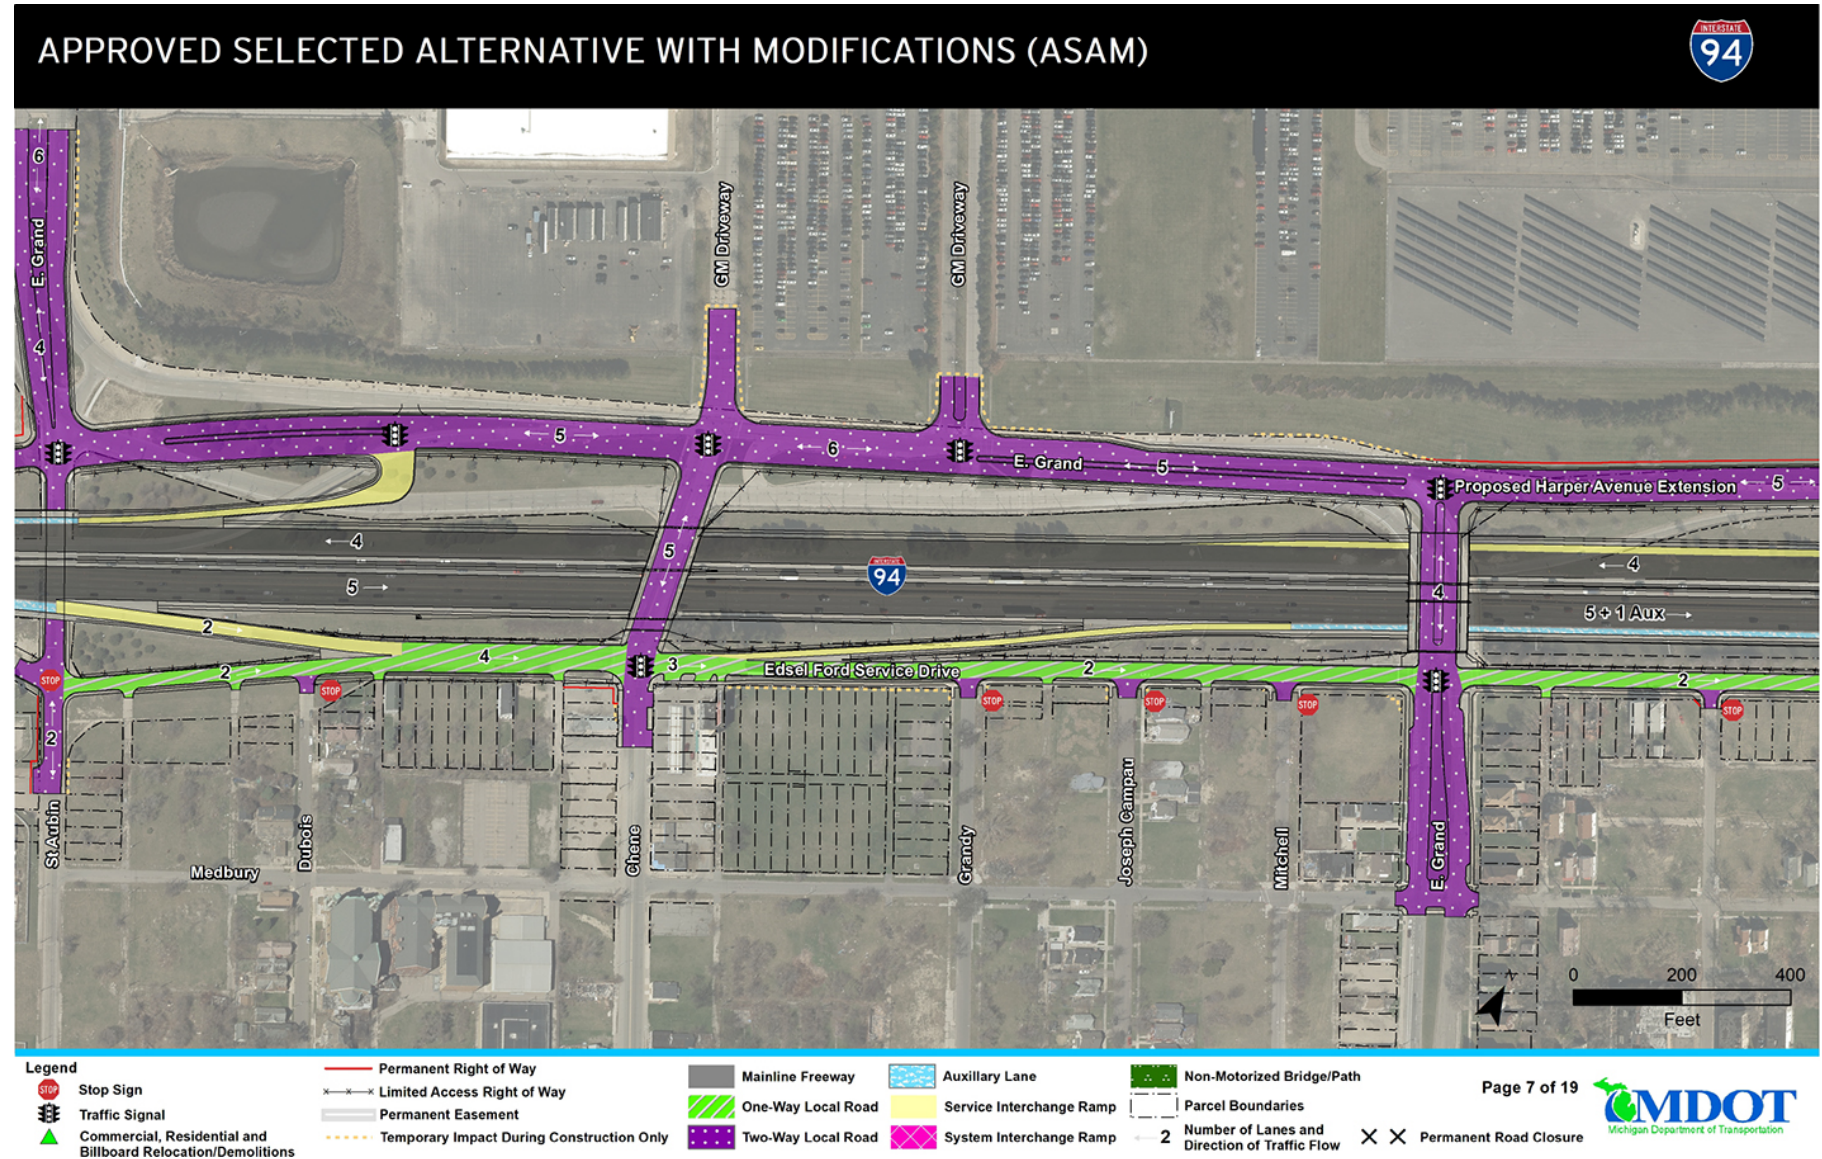 APPROVED SELECTED ALTERNATIVE WITH MODIFICATIONS (ASAM)
INTERSTATE
94
6
E. Grand
4
GM Driveway
GM Driveway
5
6
E. Grand
5
Proposed Harper Avenue Extension
5
4
5
5
INTERSTATE
94
4
4
5 + 1 Aux
2
2
4
3
Edsel Ford Service Drive
2
2
STOP
STOP
STOP
STOP
STOP
STOP
2
St Aubin
Medbury
Dubois
Chene
Grandy
Joseph Campau
Mitchell
E. Grand
N
0 200 400
Feet
Legend
STOP Stop Sign
Traffic Signal
Commercial, Residential and
Billboard Relocation/Demolitions
Permanent Right of Way
Limited Access Right of Way
Permanent Easement
Temporary Impact During Construction Only
Mainline Freeway
One-Way Local Road
Two-Way Local Road
Auxillary Lane
Service Interchange Ramp
System Interchange Ramp
Non-Motorized Bridge/Path
Parcel Boundaries
2 Number of Lanes and
Direction of Traffic Flow
Permanent Road Closure
Page 7 of 19
MDOT
Michigan Department of Transportation